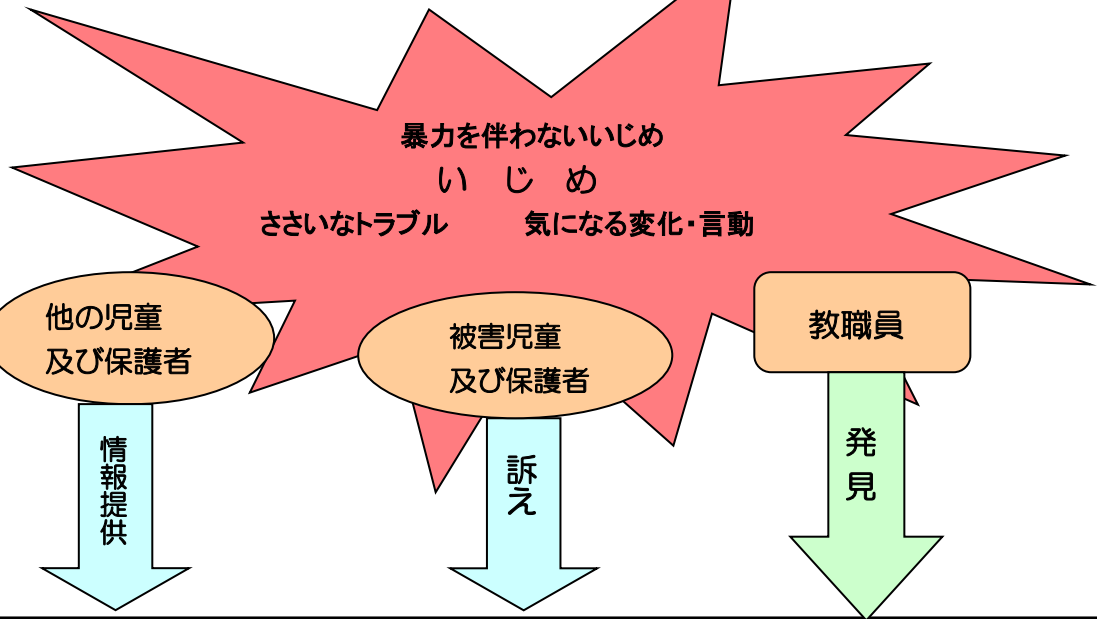 暴力を伴わないいじめ
い じ め
ささいなトラブル 気になる変化・言動
他の児童
及び保護者
被害児童
及び保護者
教職員
情報提供
訴え
発見